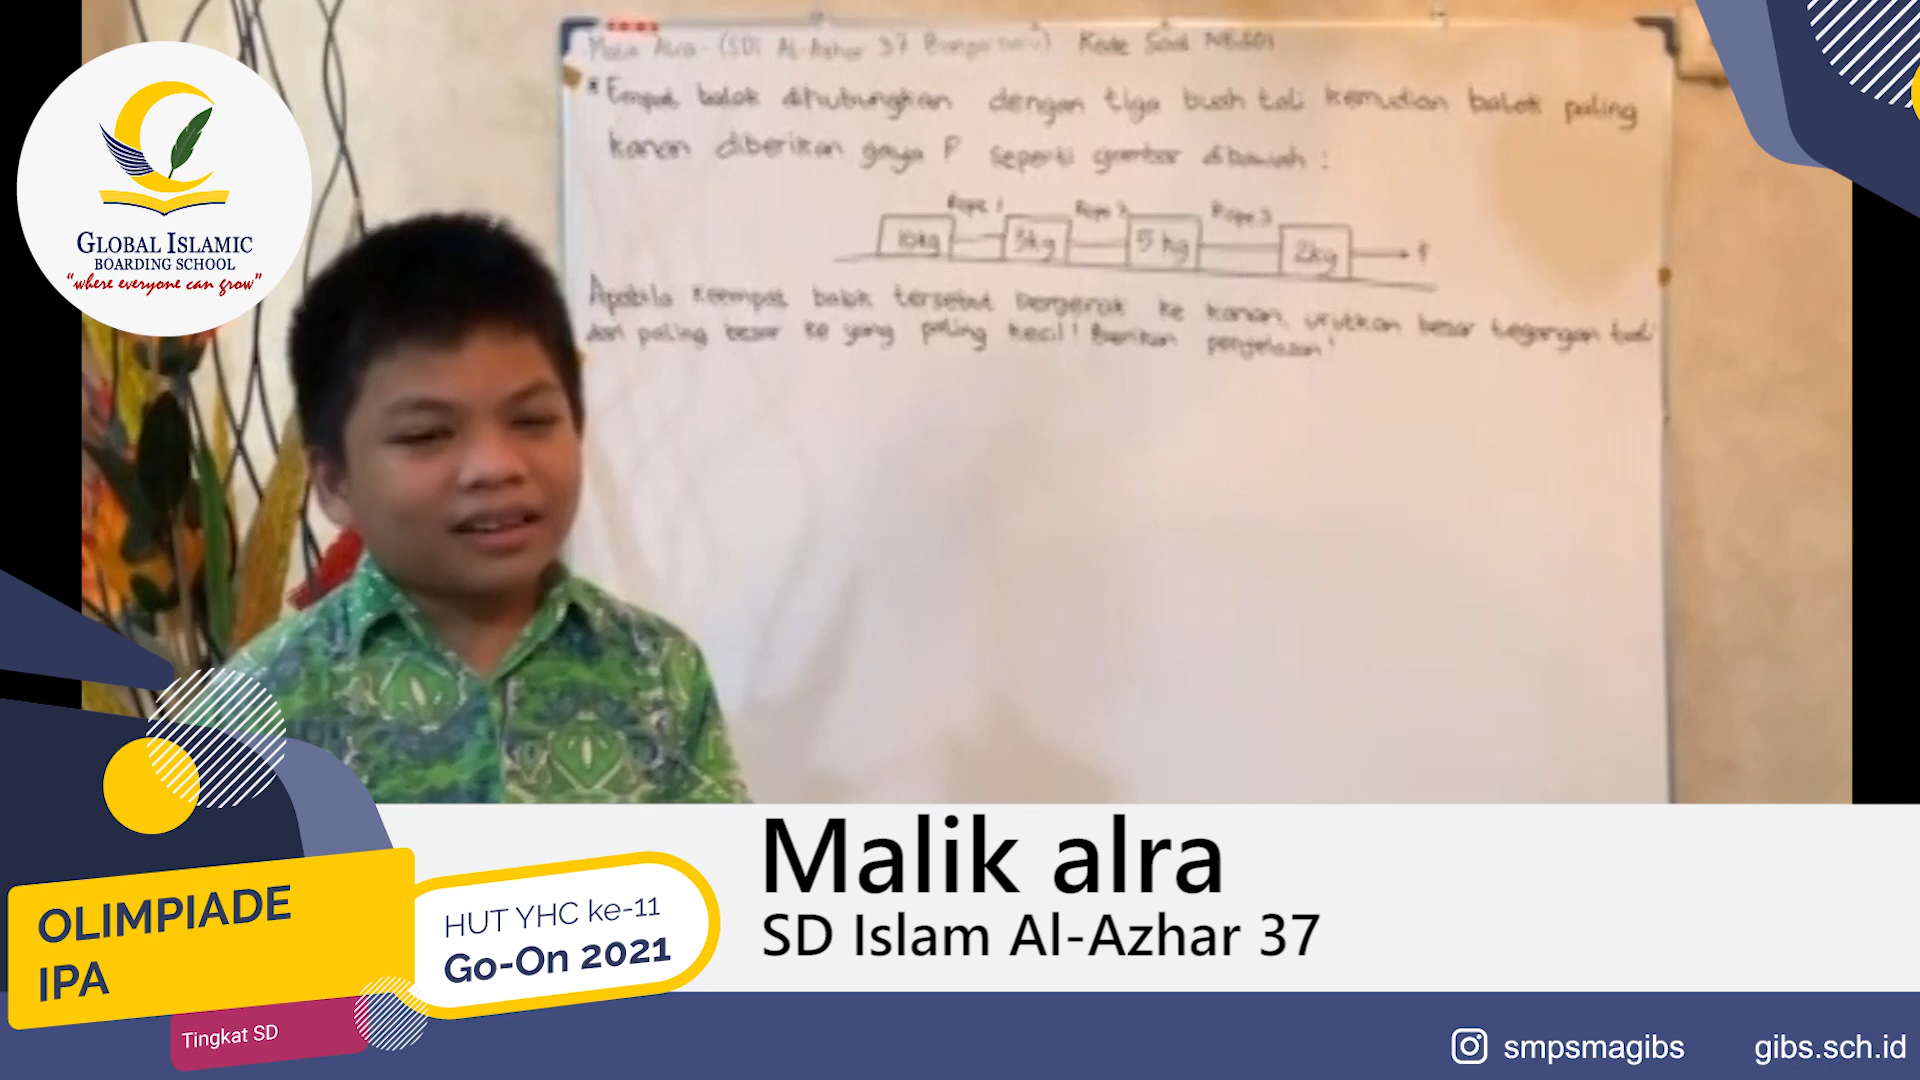 GLOBAL ISLAMIC
BOARDING SCHOOL
"where everyone can grow"
Alra - (SDI Al-Azhar 37) Kode Soal
* Empat balok dihubungkan dengan tiga buah tali kemudian balok paling
kanan diberikan gaya F seperti gambar dibawah :
Rope 1 Rope 2 Rope 3
10kg 3kg 5 kg 2kg F
Apabila keempat balok tersebut bergerak ke kanan, urutkan besar tegangan tali
dari paling besar ke yang paling kecil! Berikan penjelasan!
Malik alra
SD Islam Al-Azhar 37
OLIMPIADE
IPA
Tingkat SD
HUT YHC ke-11
Go-On 2021
smpsmagibs gibs.sch.id